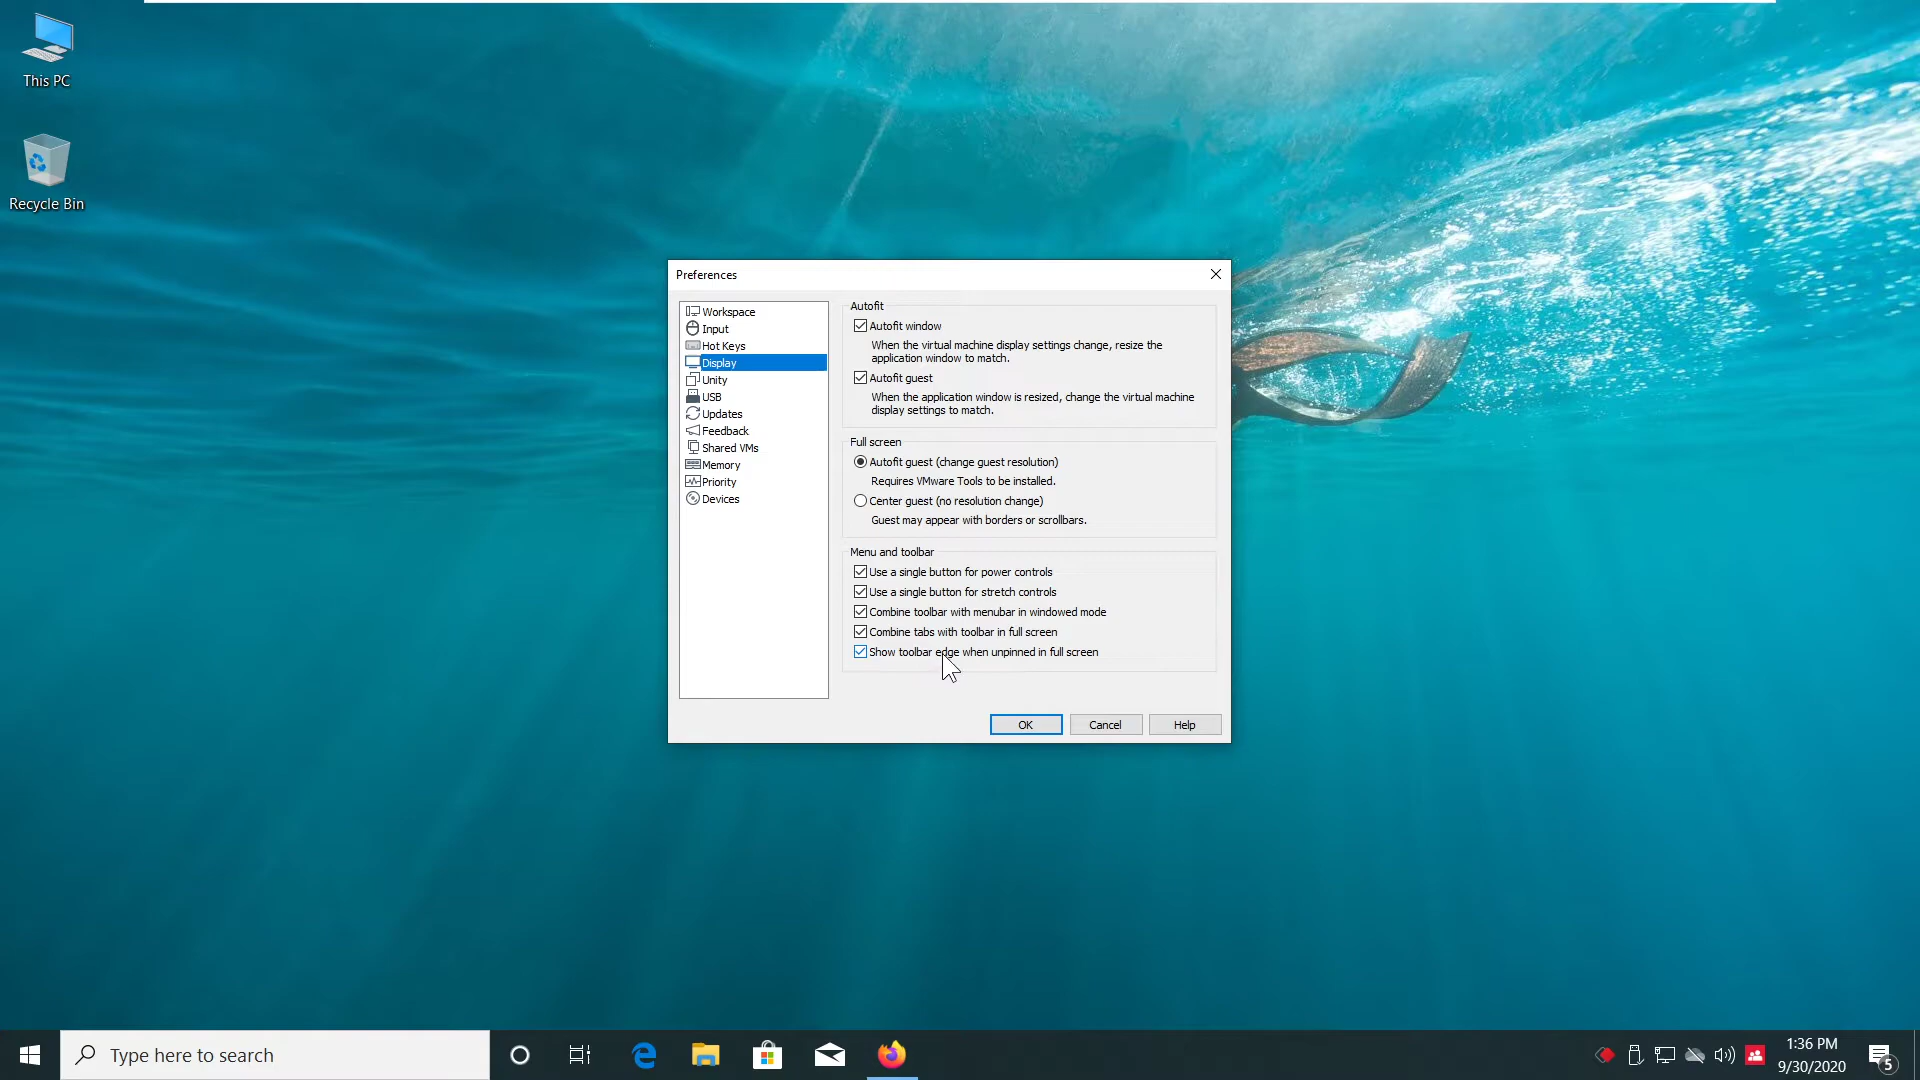 This PC
Recycle Bin
Preferences
Workspace
Input
Hot Keys
Display
Unity
USB
Updates
Feedback
Shared VMs
Memory
Priority
Devices
Autofit
Autofit window
When the virtual machine display settings change, resize the
application window to match.
Autofit guest
When the application window is resized, change the virtual machine
display settings to match.
Full screen
Autofit guest (change guest resolution)
Requires VMware Tools to be installed.
Center guest (no resolution change)
Guest may appear with borders or scrollbars.
Menu and toolbar
Use a single button for power controls
Use a single button for stretch controls
Combine toolbar with menubar in windowed mode
Combine tabs with toolbar in full screen
Show toolbar edge when unpinned in full screen
OK Cancel Help
Type here to search
1:36 PM
9/30/2020
5